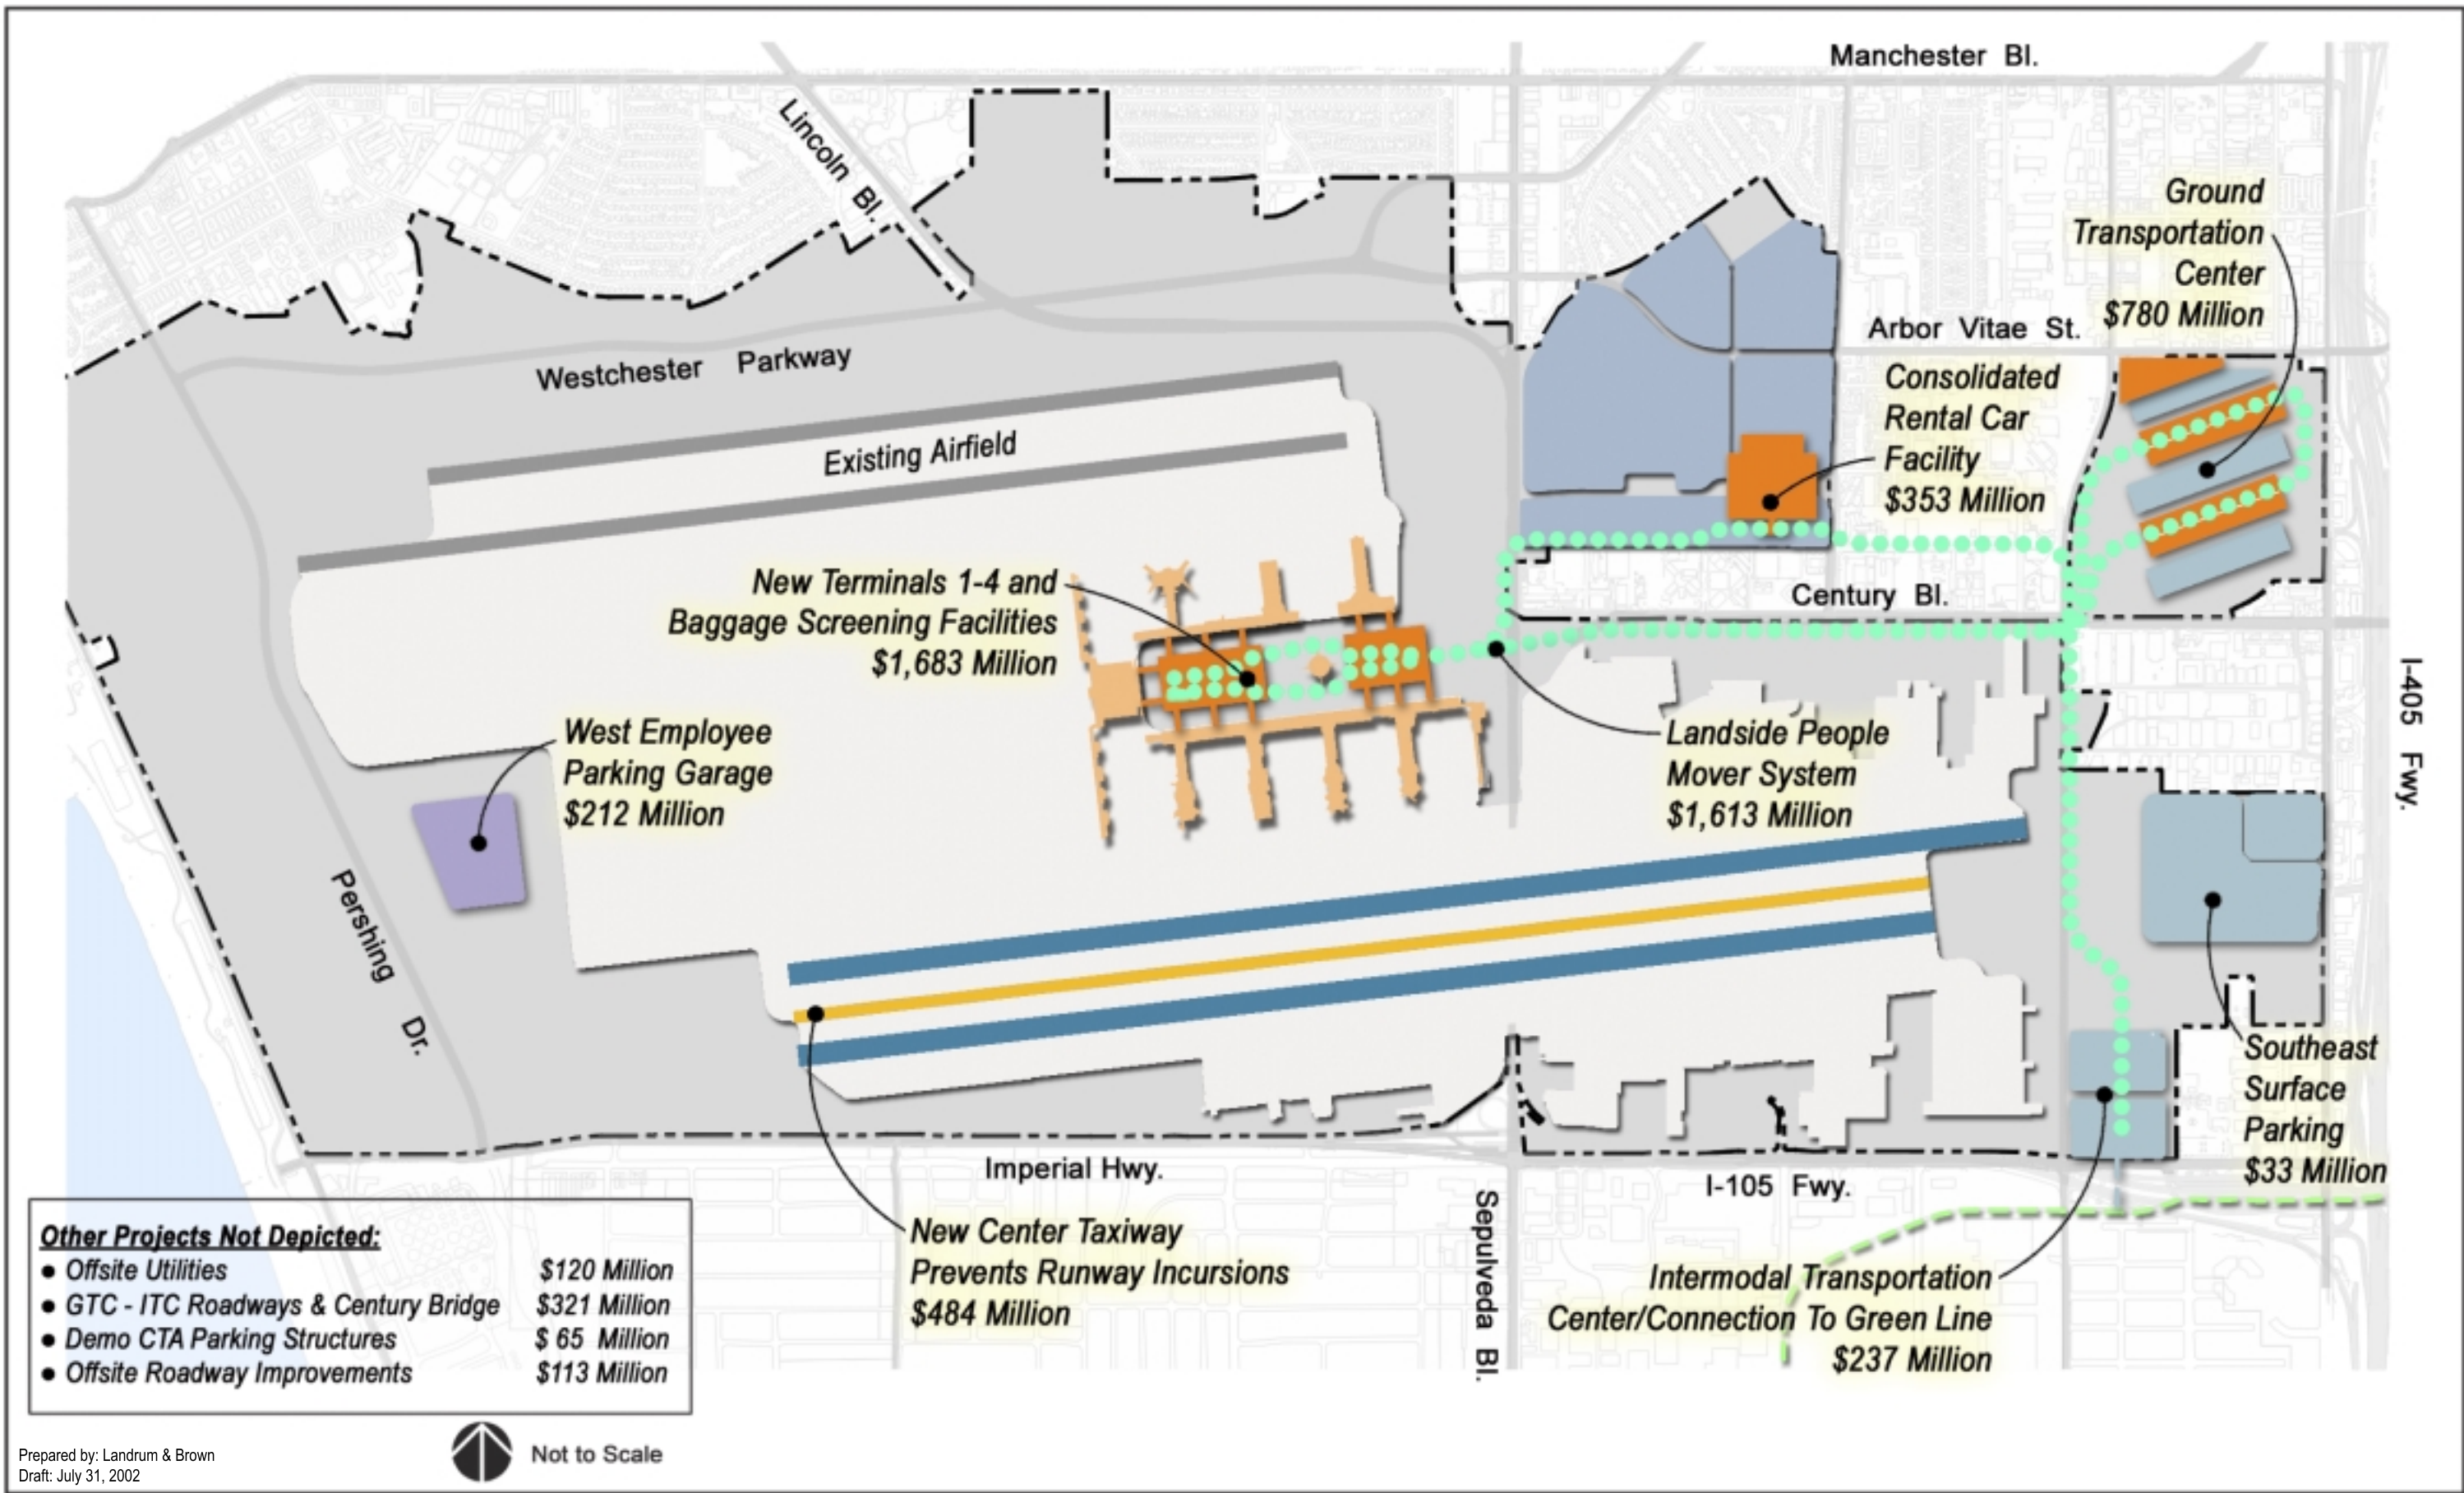 Manchester Bl.
Lincoln Bl.
Ground
Transportation
Center
$780 Million
Arbor Vitae St.
Westchester Parkway
Consolidated
Rental Car
Facility
$353 Million
Existing Airfield
New Terminals 1-4 and
Baggage Screening Facilities
$1,683 Million
Century Bl.
I-405 Fwy.
West Employee
Parking Garage
$212 Million
Landside People
Mover System
$1,613 Million
Pershing Dr.
Southeast
Surface
Parking
$33 Million
Imperial Hwy.
I-105 Fwy.
Sepulveda Bl.
New Center Taxiway
Prevents Runway Incursions
$484 Million
Intermodal Transportation
Center/Connection To Green Line
$237 Million
Other Projects Not Depicted:
● Offsite Utilities $120 Million
● GTC - ITC Roadways & Century Bridge $321 Million
● Demo CTA Parking Structures $ 65 Million
● Offsite Roadway Improvements $113 Million
Not to Scale
Prepared by: Landrum & Brown
Draft: July 31, 2002